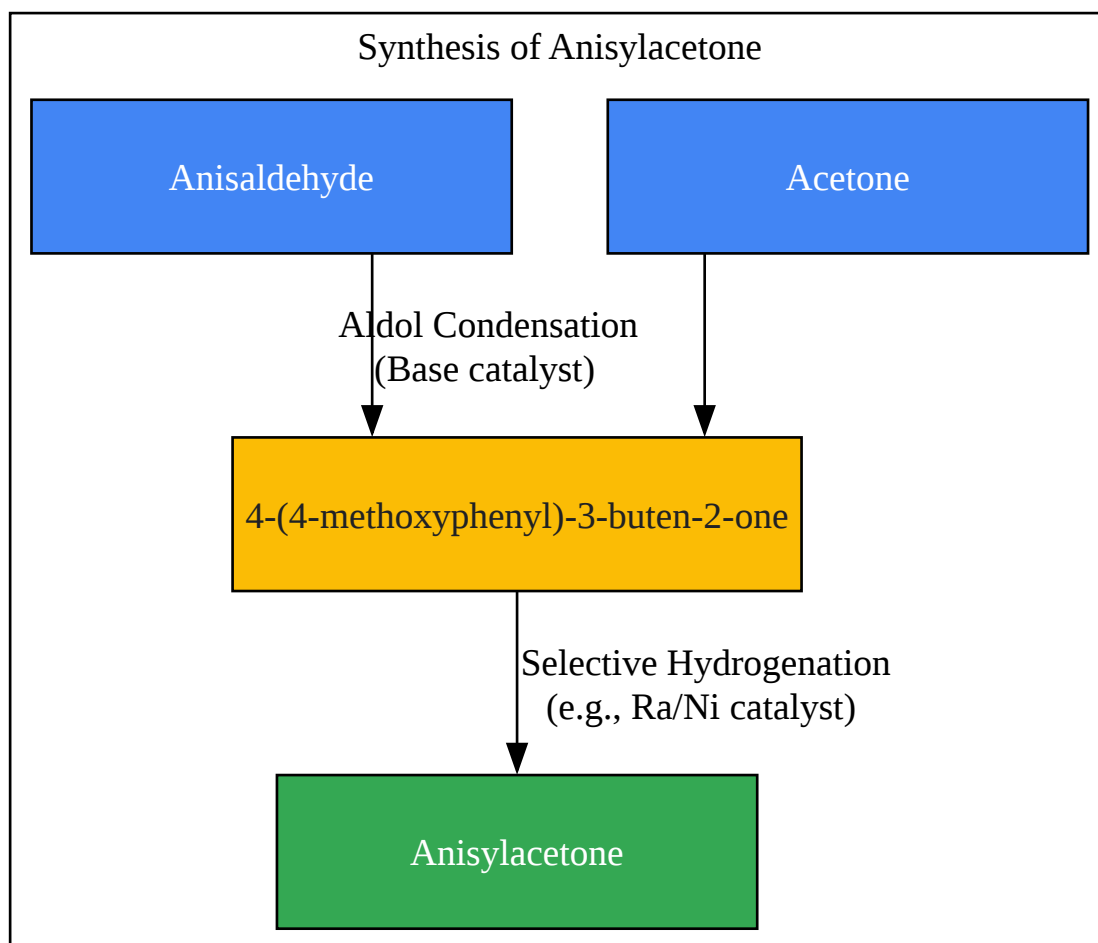 Synthesis of Anisylacetone
Anisaldehyde
Acetone
Aldol Condensation
(Base catalyst)
4-(4-methoxyphenyl)-3-buten-2-one
Selective Hydrogenation
(e.g., Ra/Ni catalyst)
Anisylacetone